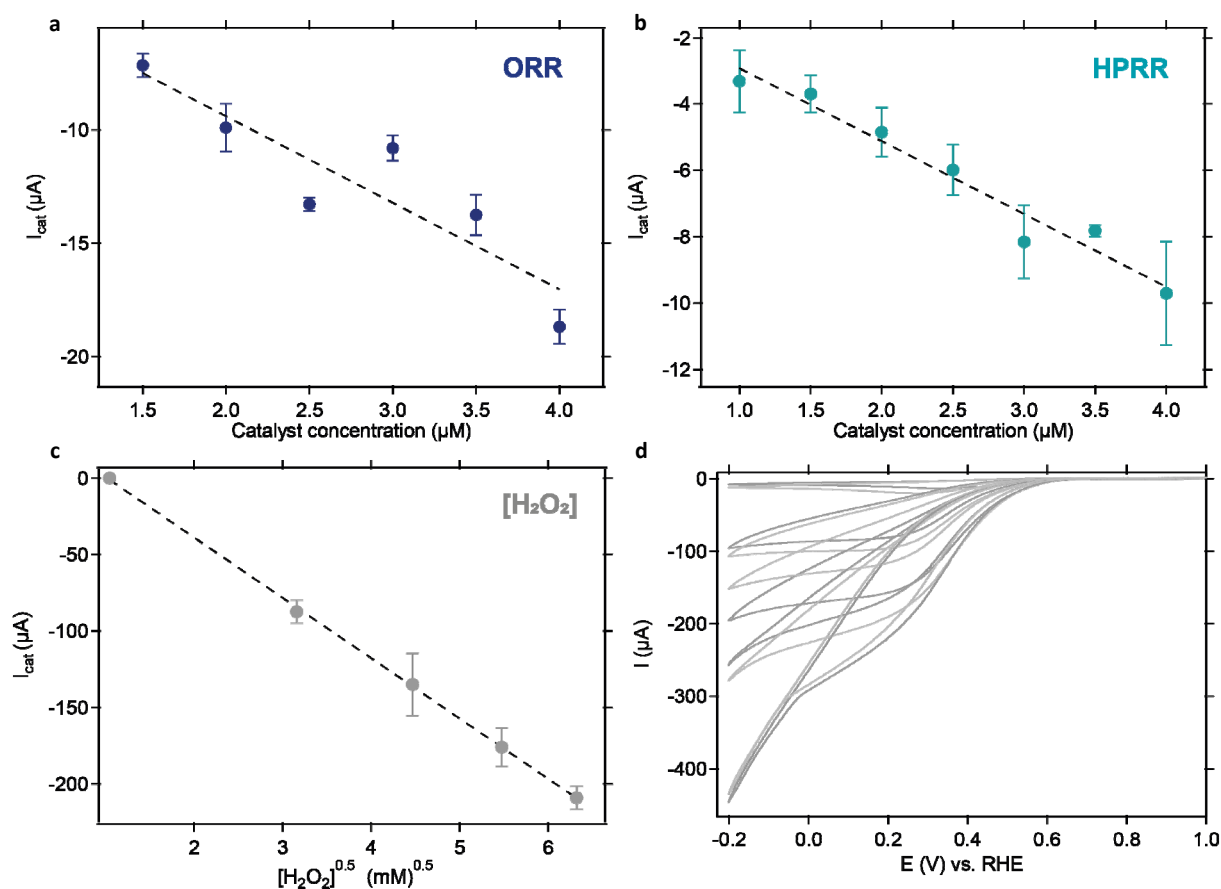 a
ORR
-10
-15
-20
I_cat (µA)
1.5 2.0 2.5 3.0 3.5 4.0
Catalyst concentration (µM)
b
HPRR
-2
-4
-6
-8
-10
-12
I_cat (µA)
1.0 1.5 2.0 2.5 3.0 3.5 4.0
Catalyst concentration (µM)
c
[H₂O₂]
0
-50
-100
-150
-200
I_cat (µA)
2 3 4 5 6
[H₂O₂]^0.5 (mM)^0.5
d
0
-100
-200
-300
-400
I (µA)
-0.2 0.0 0.2 0.4 0.6 0.8 1.0
E (V) vs. RHE